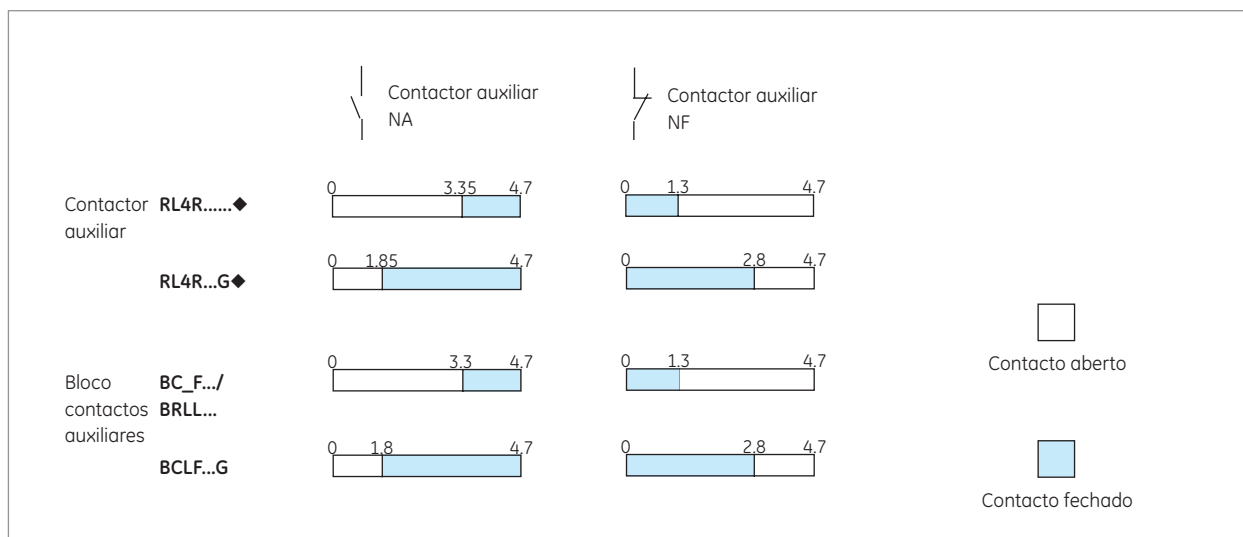 Contactor auxiliar
NA
Contactor auxiliar
NF
Contactor
auxiliar
RL4R......◆
0 3.35 4.7
0 1.3 4.7
RL4R...G◆
0 1.85 4.7
0 2.8 4.7
Bloco
contactos
auxiliares
BC_F.../
BRLL...
0 3.3 4.7
0 1.3 4.7
BCLF...G
0 1.8 4.7
0 2.8 4.7
Contacto aberto
Contacto fechado